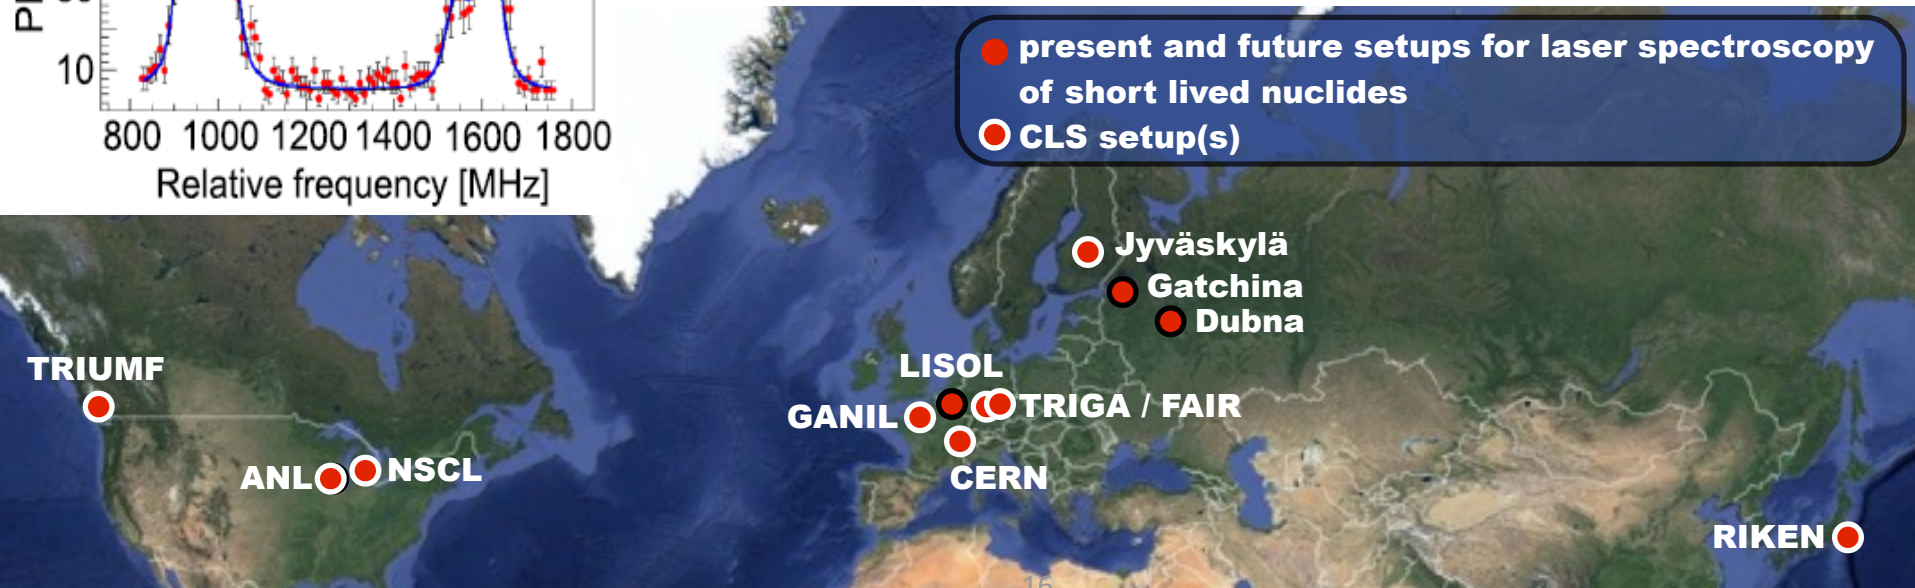 10
800 1000 1200 1400 1600 1800
Relative frequency [MHz]
present and future setups for laser spectroscopy
of short lived nuclides
CLS setup(s)
Jyväskylä
Gatchina
Dubna
TRIUMF
LISOL
GANIL
TRIGA / FAIR
ANL
NSCL
CERN
RIKEN